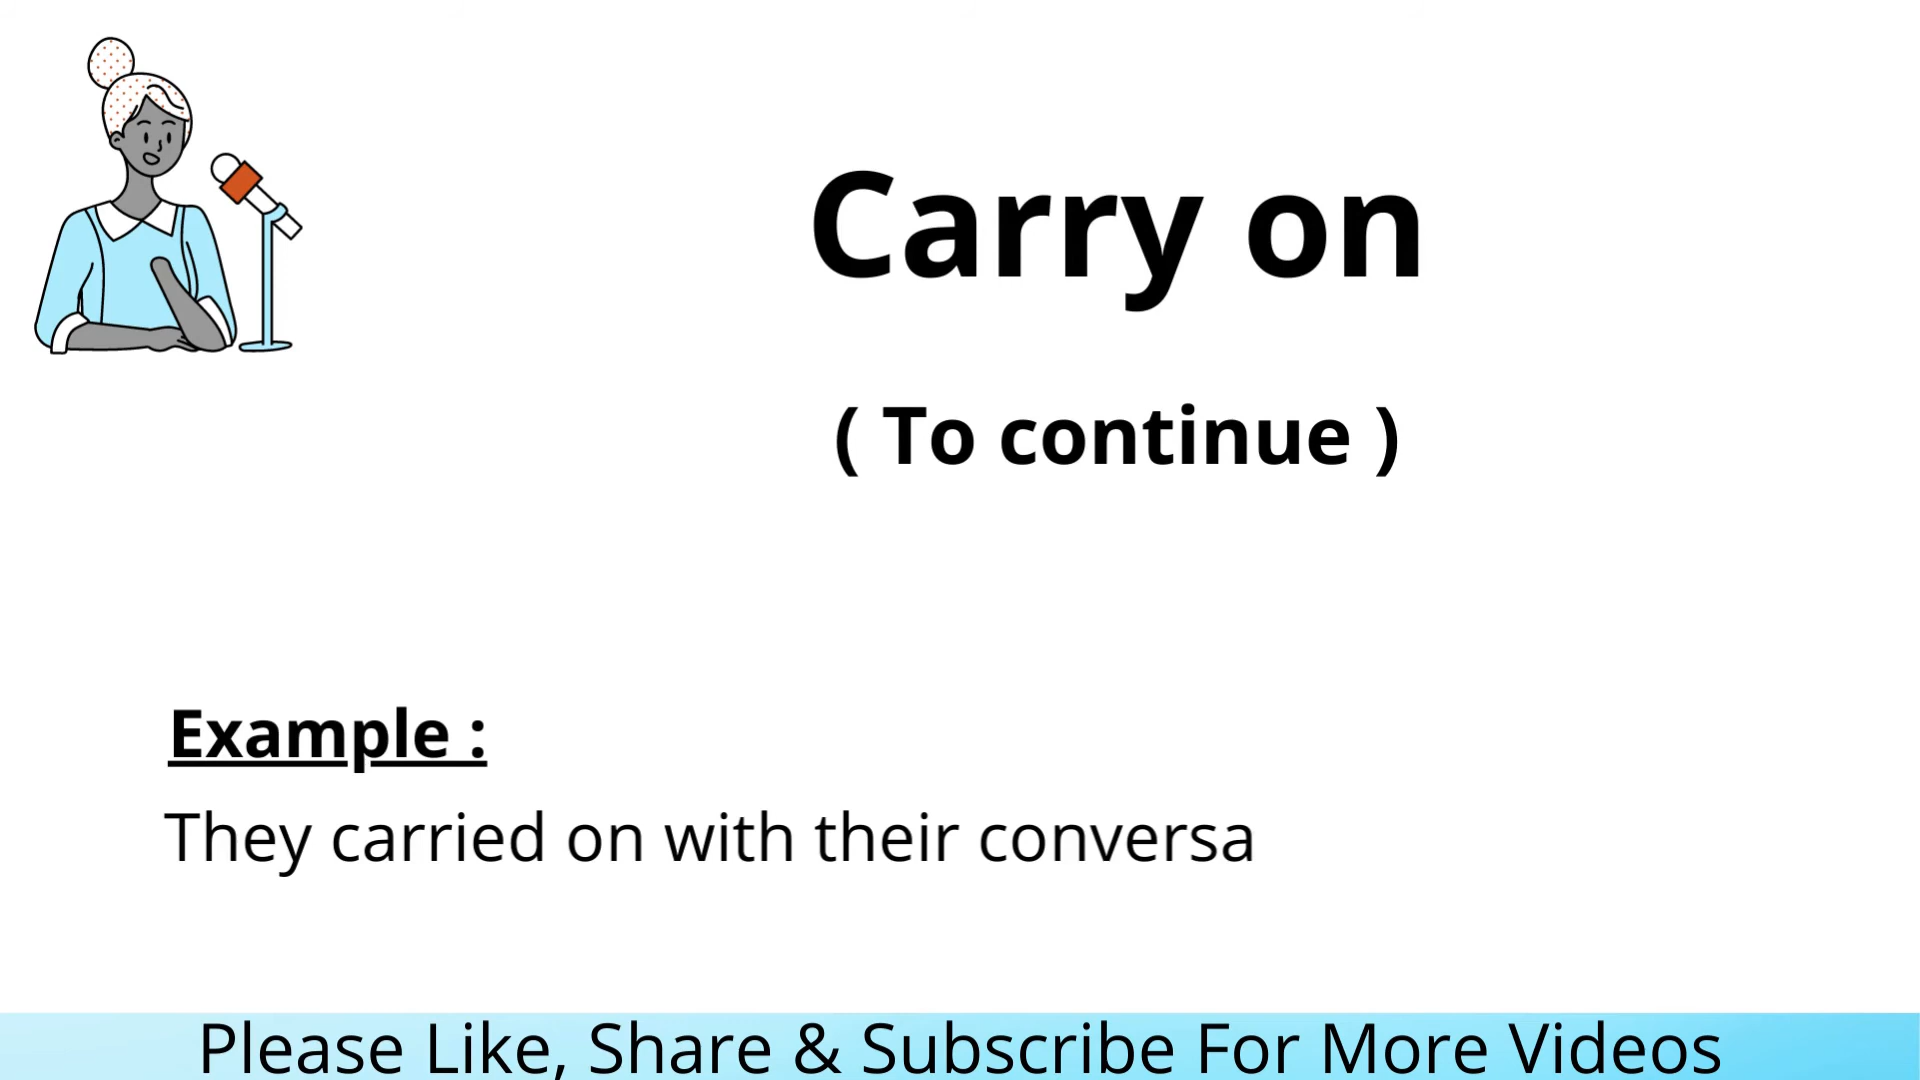 Carry on
( To continue )
Example :
They carried on with their conversa
Please Like, Share & Subscribe For More Videos